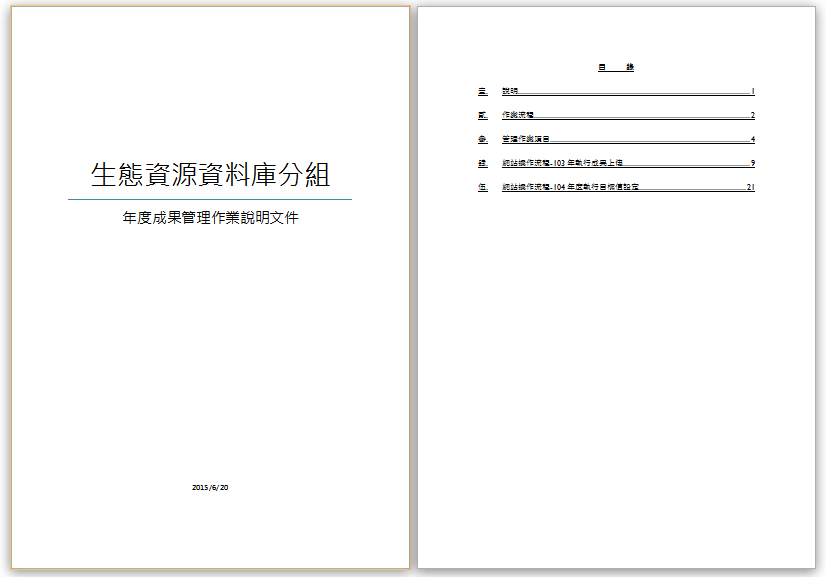 生態資源資料庫分組
年度成果管理作業說明文件
2015/6/20
目 錄
壹. 說明 1
貳. 作業流程 2
參. 管理作業項目 4
肆. 網站操作流程-103 年執行成果上傳 9
伍. 網站操作流程-104 年度執行目標值設定 21